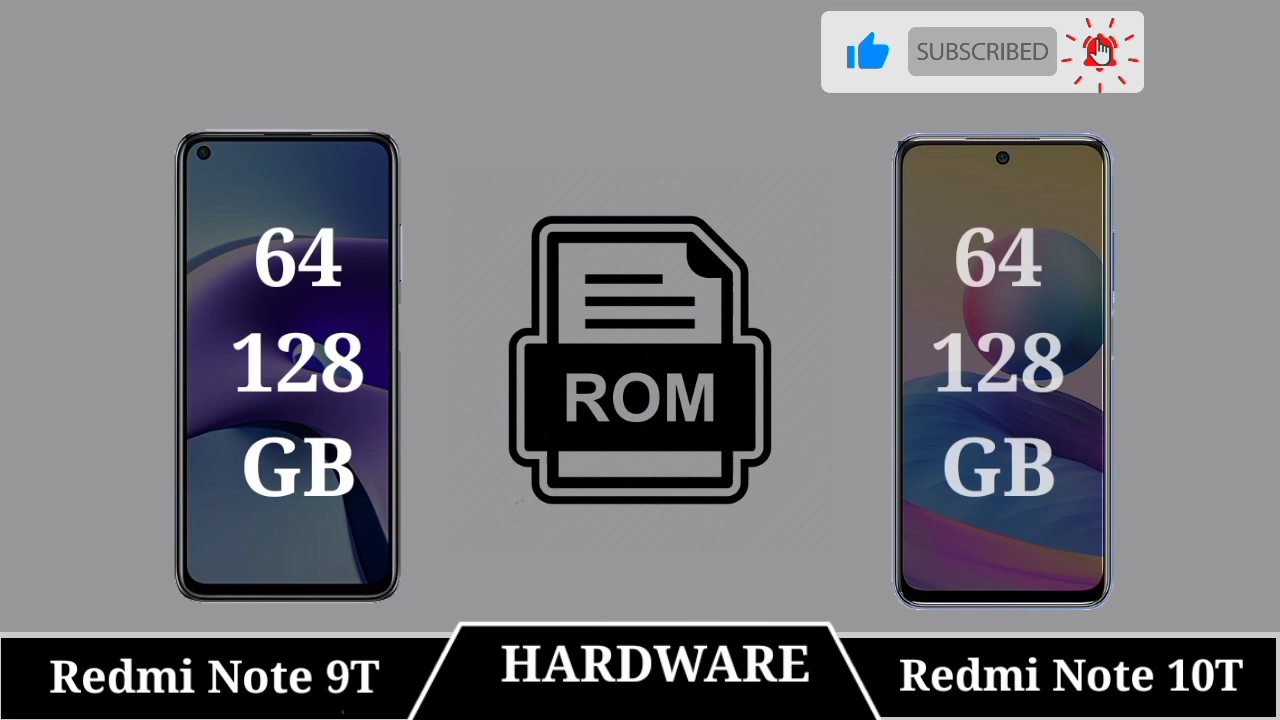 SUBSCRIBED
64
128
GB
ROM
64
128
GB
Redmi Note 9T
HARDWARE
Redmi Note 10T